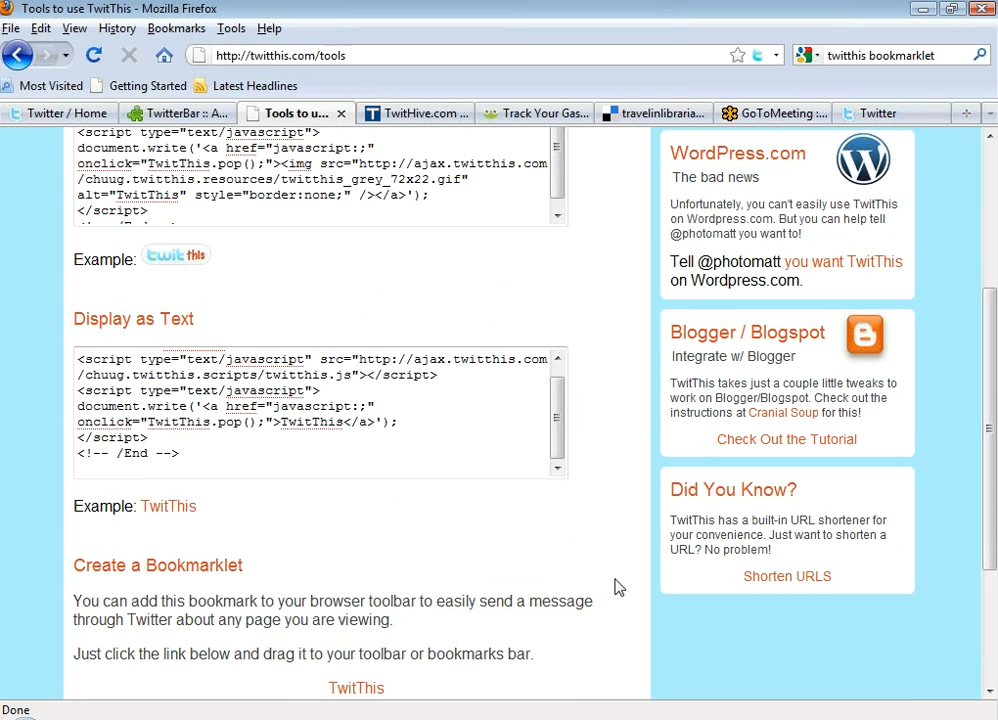 Tools to use TwitThis - Mozilla Firefox
File Edit View History Bookmarks Tools Help
http://twitthis.com/tools
twitthis bookmarklet
Most Visited Getting Started Latest Headlines
Twitter / Home
TwitterBar :: A...
Tools to u...
TwitHive.com ...
Track Your Gas...
travelinlibraria...
GoToMeeting :...
Twitter
<script type="text/javascript">
document.write('<a href="javascript:;"
onclick="TwitThis.pop();"><img src="http://ajax.twitthis.com
/chuug.twitthis.resources/twitthis_grey_72x22.gif"
alt="TwitThis" style="border:none;" /></a>');
</script>
Example: twit this
Display as Text
<script type="text/javascript" src="http://ajax.twitthis.com
/chuug.twitthis.scripts/twitthis.js"></script>
<script type="text/javascript">
document.write('<a href="javascript:;"
onclick="TwitThis.pop();">TwitThis</a>');
</script>
<!-- /End -->
Example: TwitThis
Create a Bookmarklet
You can add this bookmark to your browser toolbar to easily send a message
through Twitter about any page you are viewing.
Just click the link below and drag it to your toolbar or bookmarks bar.
TwitThis
WordPress.com
The bad news
Unfortunately, you can't easily use TwitThis
on Wordpress.com. But you can help tell
@photomatt you want to!
Tell @photomatt you want TwitThis
on Wordpress.com.
Blogger / Blogspot
Integrate w/ Blogger
TwitThis takes just a couple little tweaks to
work on Blogger/Blogspot. Check out the
instructions at Cranial Soup for this!
Check Out the Tutorial
Did You Know?
TwitThis has a built-in URL shortener for
your convenience. Just want to shorten a
URL? No problem!
Shorten URLS
Done